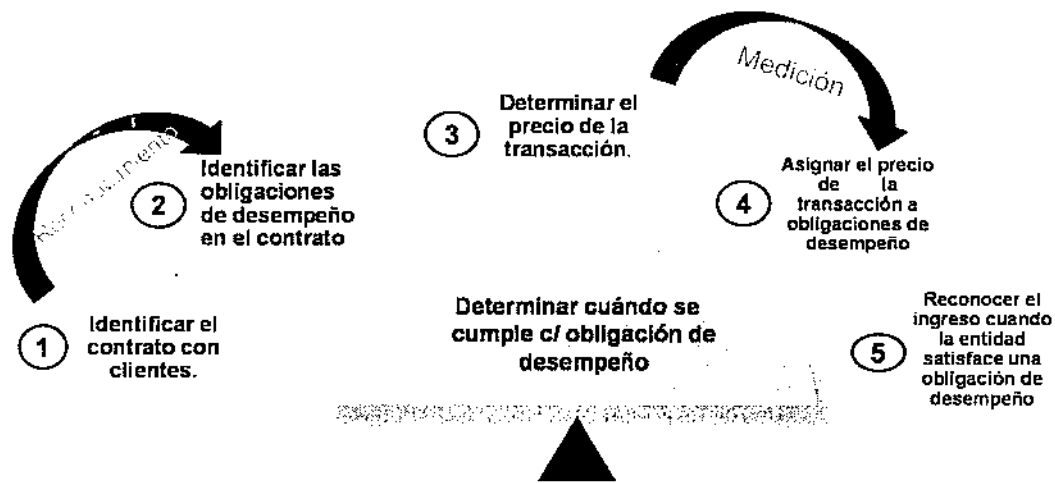 Medición
3
Determinar el
precio de la
transacción.
2
Identificar las
obligaciones
de desempeño
en el contrato
4
Asignar el precio
de la
transacción a
obligaciones de
desempeño
1
Identificar el
contrato con
clientes.
Determinar cuándo se
cumple c/ obligación de
desempeño
5
Reconocer el
ingreso cuando
la entidad
satisface una
obligación de
desempeño